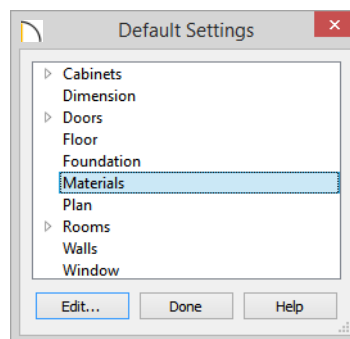 Default Settings
Cabinets
Dimension
Doors
Floor
Foundation
Materials
Plan
Rooms
Walls
Window
Edit... Done Help